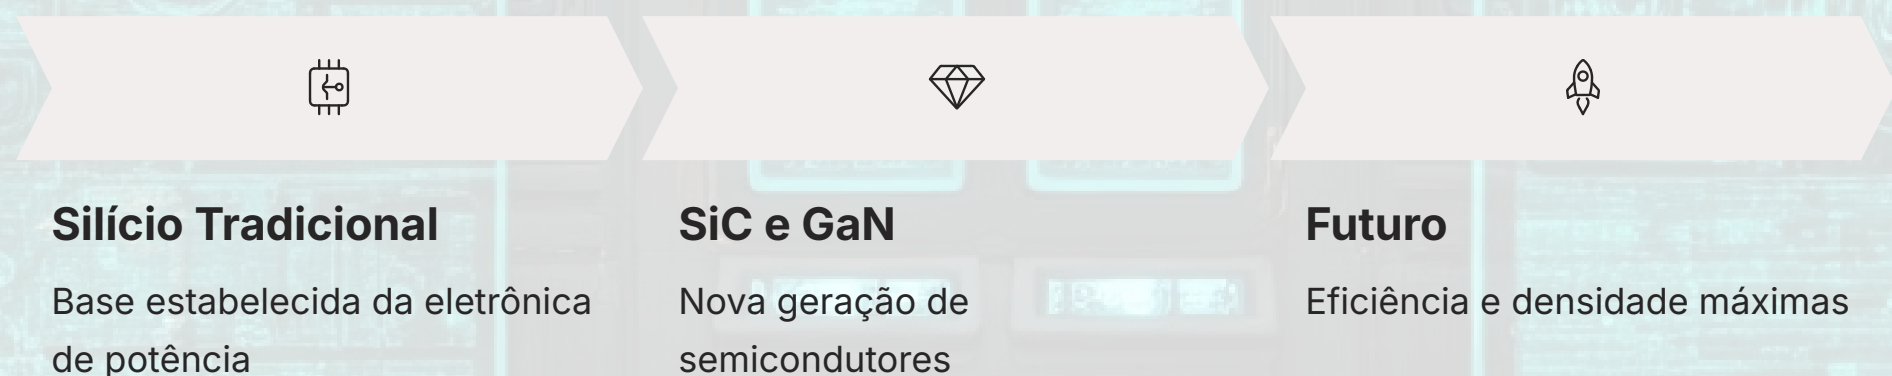 Silício Tradicional
Base estabelecida da eletrônica
de potência
SiC e GaN
Nova geração de
semicondutores
Futuro
Eficiência e densidade máximas